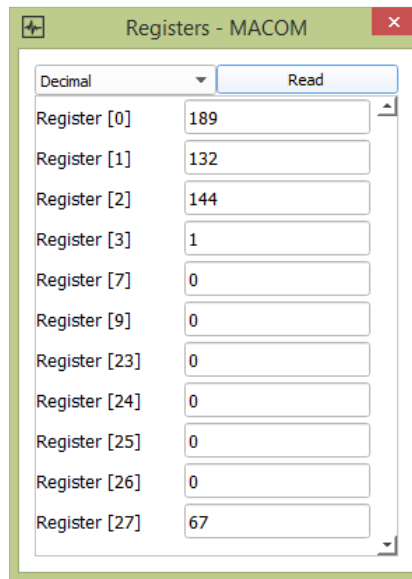 Registers - MACOM
Decimal Read
Register [0] 189
Register [1] 132
Register [2] 144
Register [3] 1
Register [7] 0
Register [9] 0
Register [23] 0
Register [24] 0
Register [25] 0
Register [26] 0
Register [27] 67